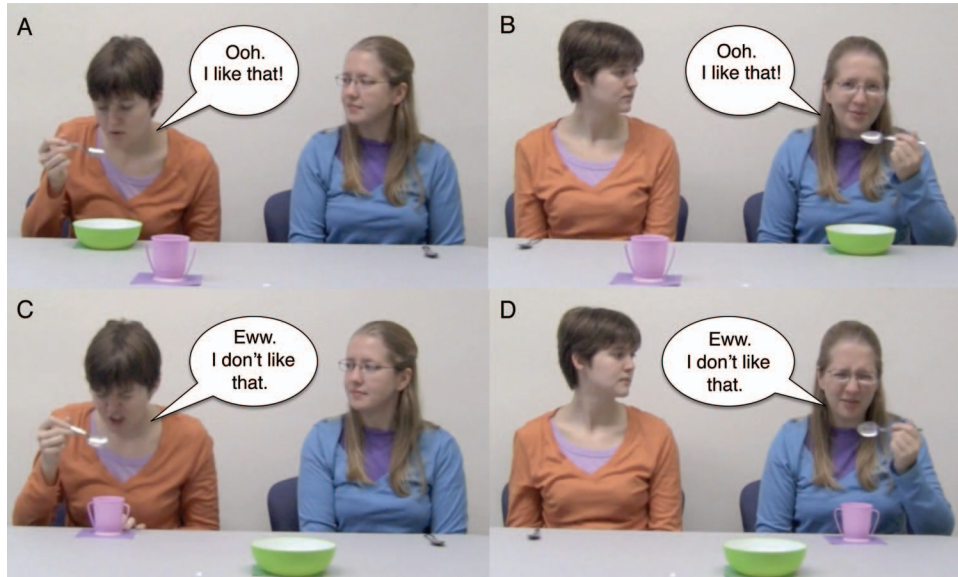 A
Ooh.
I like that!
B
Ooh.
I like that!
C
Eww.
I don't like
that.
D
Eww.
I don't like
that.